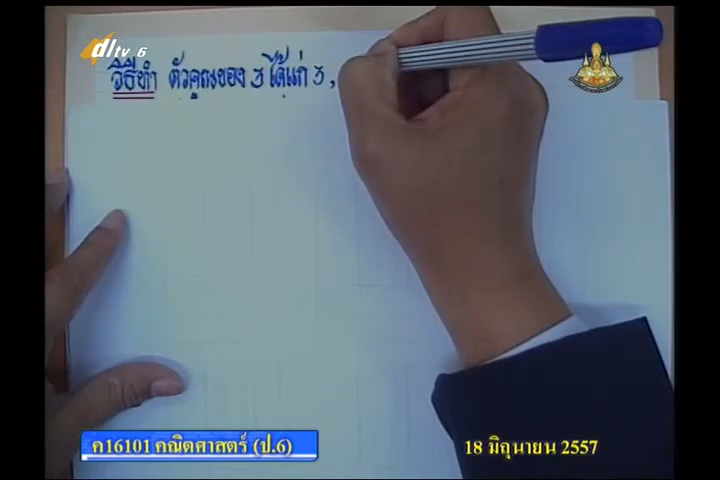 dltv 6
วิธีทำ ตัวคูณของ 3 ได้แก่ 3,
ค16101 คณิตศาสตร์ (ป.6)
18 มิถุนายน 2557